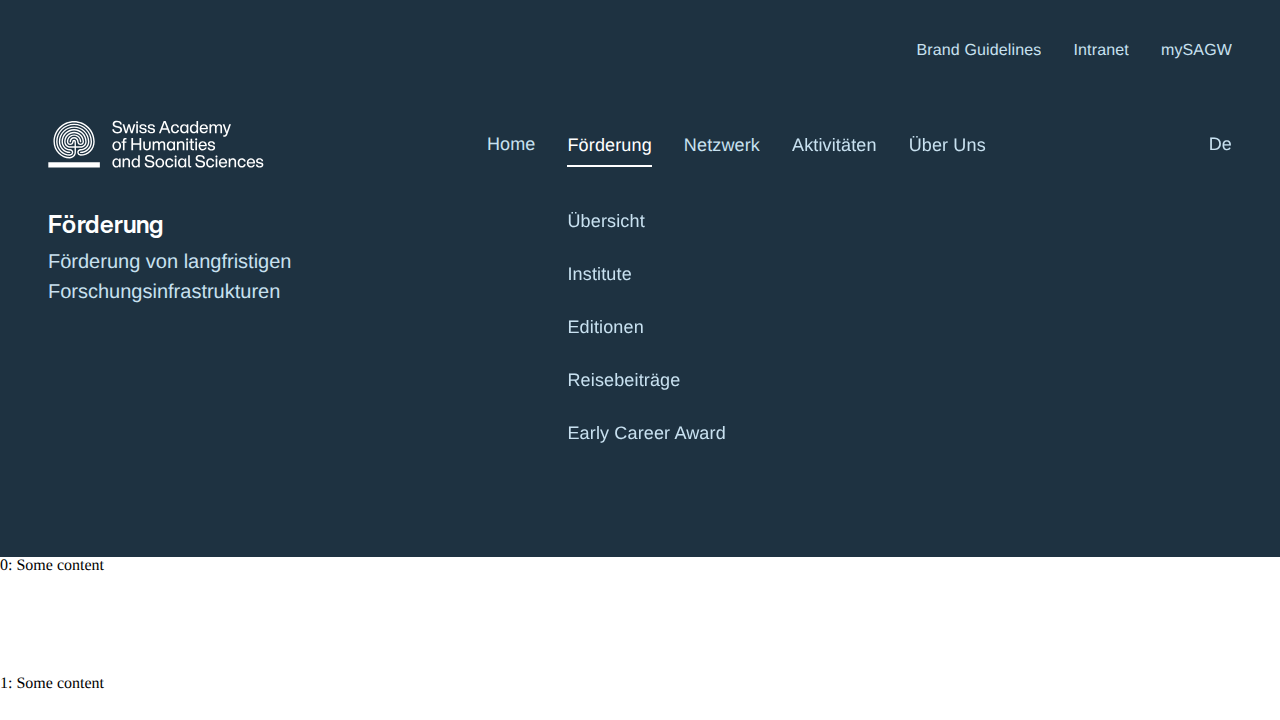 Brand Guidelines Intranet mySAGW
Swiss Academy
of Humanities
and Social Sciences
Home Förderung Netzwerk Aktivitäten Über Uns De
Förderung
Förderung von langfristigen
Forschungsinfrastrukturen
Übersicht
Institute
Editionen
Reisebeiträge
Early Career Award
0: Some content
1: Some content